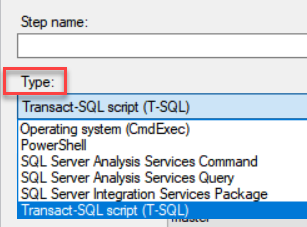 Step name:
Type:
Transact-SQL script (T-SQL)
Operating system (CmdExec)
PowerShell
SQL Server Analysis Services Command
SQL Server Analysis Services Query
SQL Server Integration Services Package
Transact-SQL script (T-SQL)